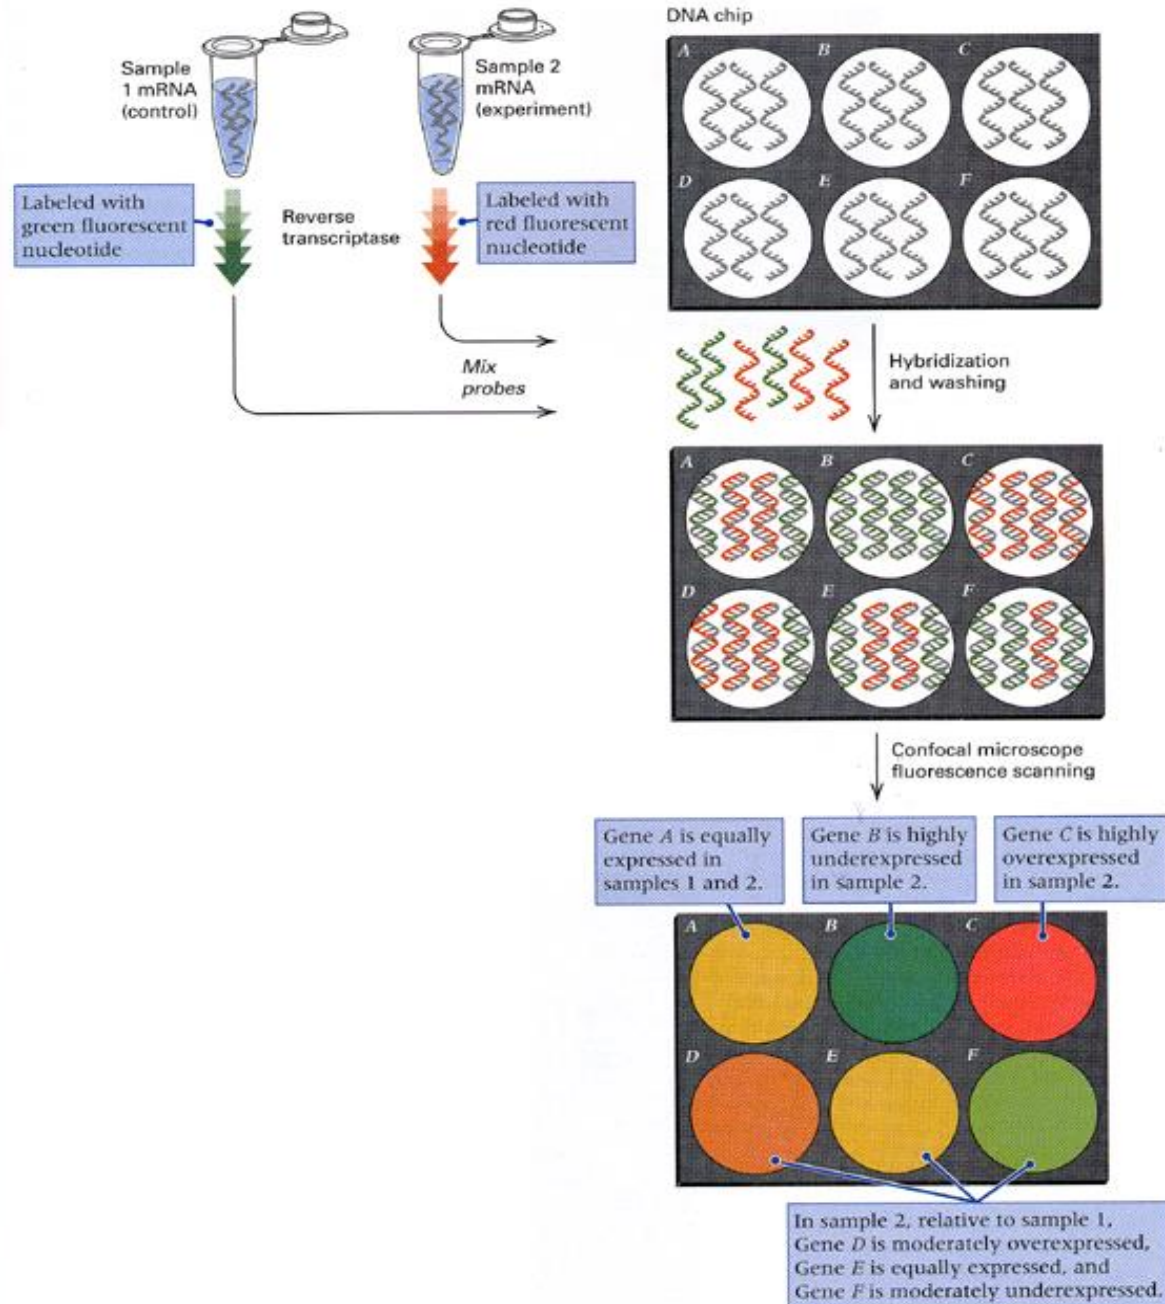 DNA chip
Sample
1 mRNA
(control)
Sample 2
mRNA
(experiment)
A
B
C
D
E
F
Labeled with
green fluorescent
nucleotide
Reverse
transcriptase
Labeled with
red fluorescent
nucleotide
Mix
probes
Hybridization
and washing
A
B
C
D
E
F
Confocal microscope
fluorescence scanning
Gene A is equally
expressed in
samples 1 and 2.
Gene B is highly
underexpressed
in sample 2.
Gene C is highly
overexpressed
in sample 2.
A
B
C
D
E
F
In sample 2, relative to sample 1,
Gene D is moderately overexpressed,
Gene E is equally expressed, and
Gene F is moderately underexpressed.